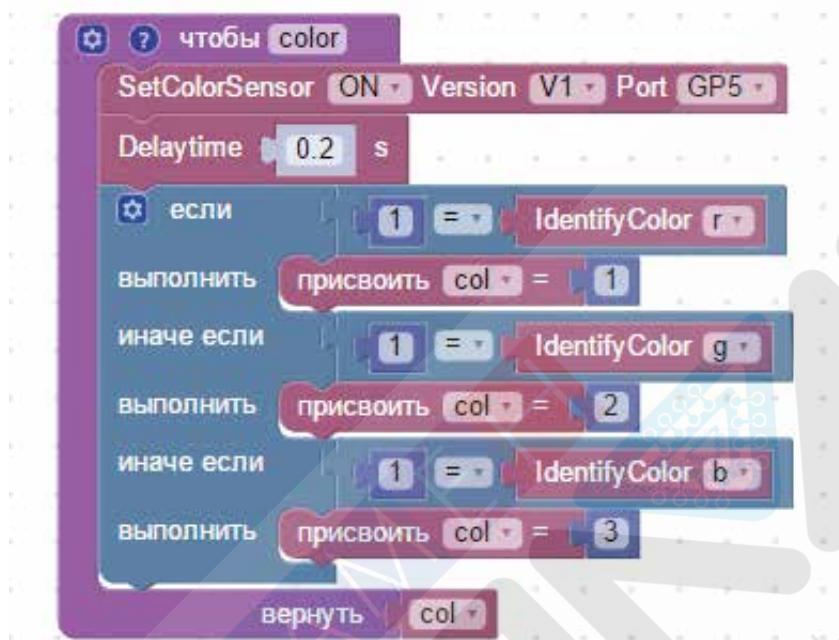 ? чтобы color
SetColorSensor ON Version V1 Port GP5
Delaytime 0.2 s
если 1 = IdentifyColor r
выполнить присвоить col = 1
иначе если 1 = IdentifyColor g
выполнить присвоить col = 2
иначе если 1 = IdentifyColor b
выполнить присвоить col = 3
вернуть col